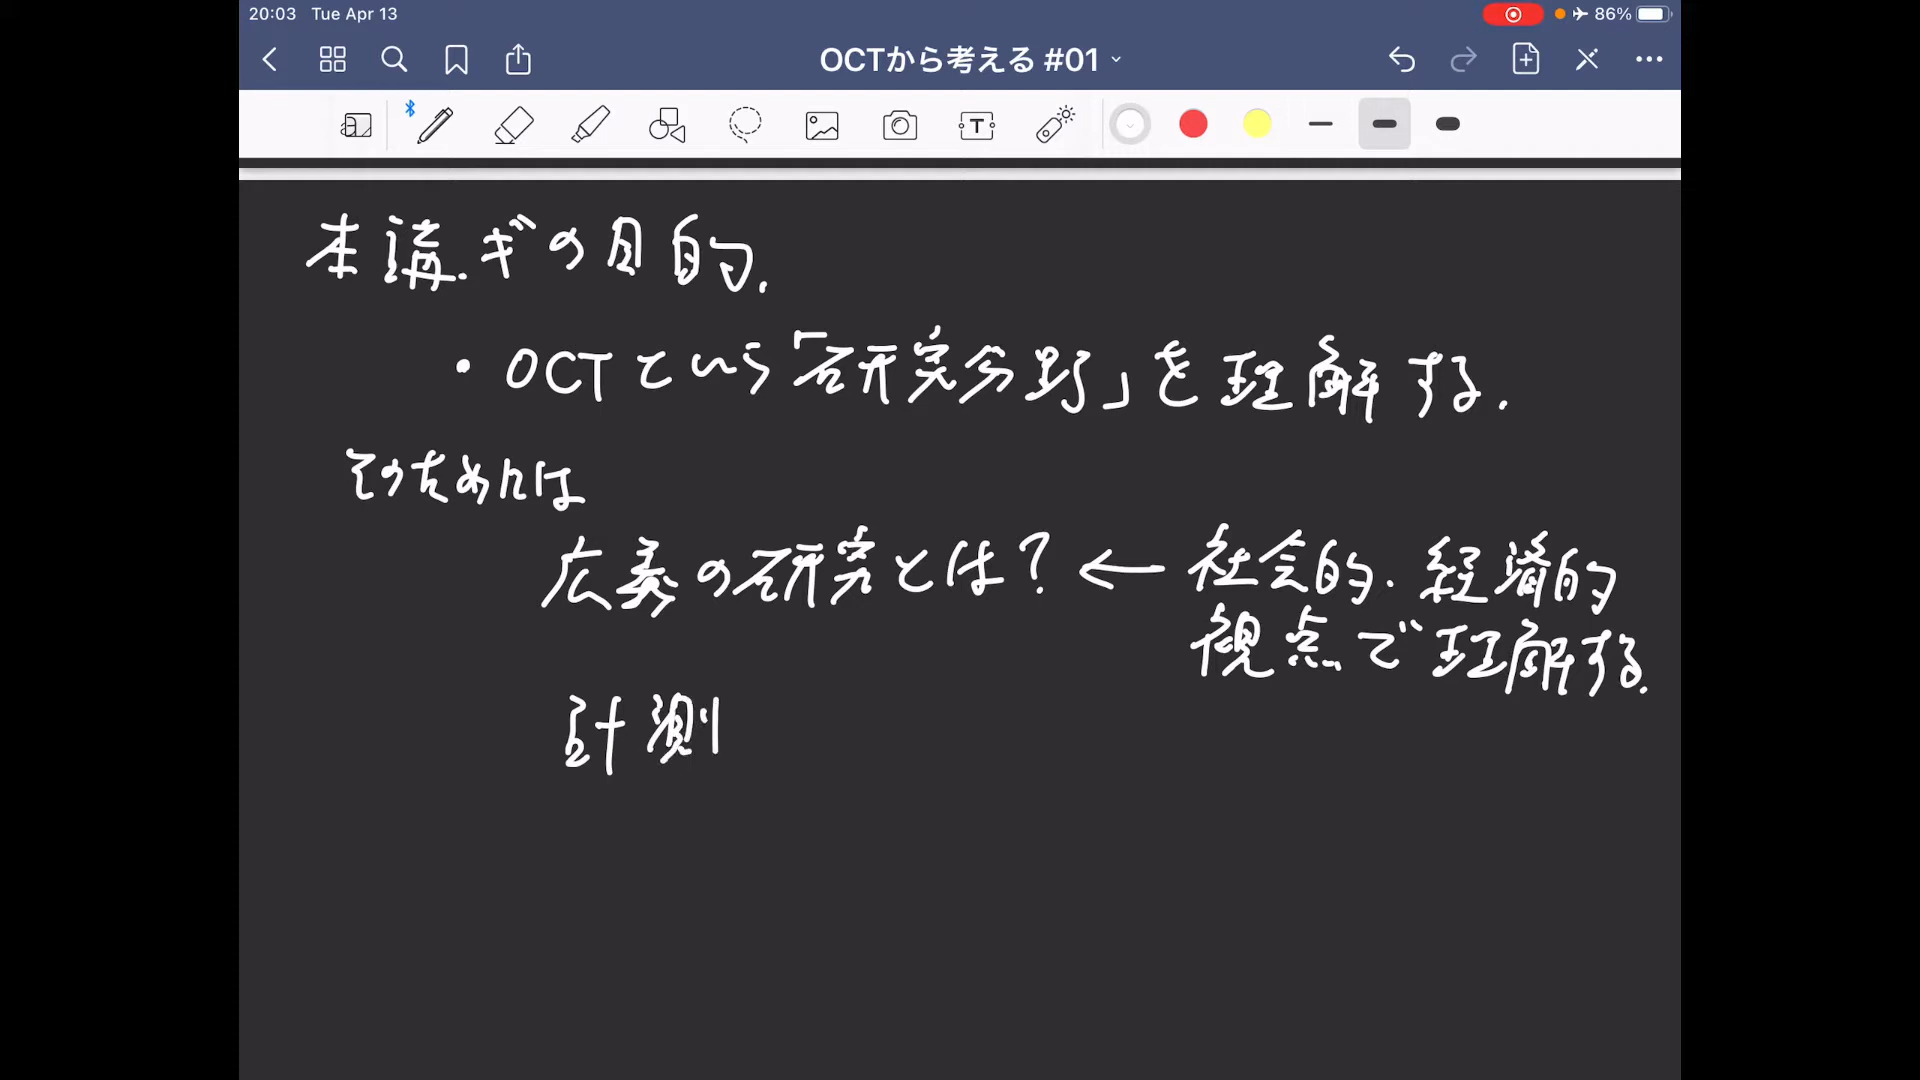 20:03 Tue Apr 13 86%
OCTから考える #01
T
本講ギの目的.
・OCTという「研究分野」を理解する.
そのためには
広義の研究とは？ ← 社会的・経済的
視点で理解する.
計測